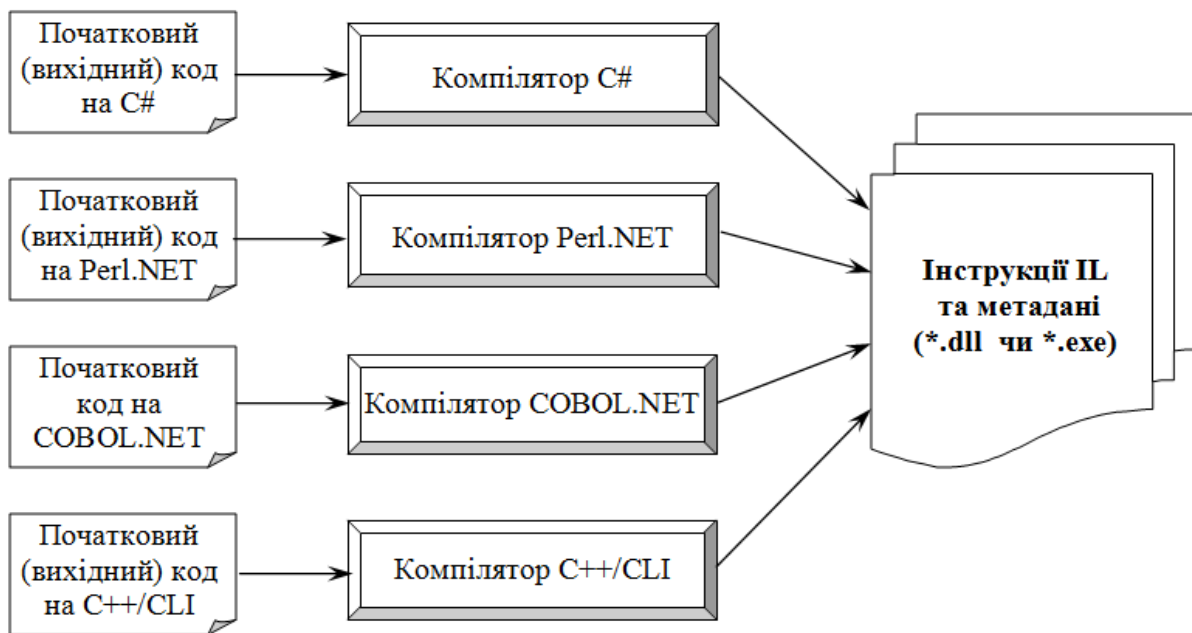 Початковий
(вихідний) код
на C#
Компілятор C#
Початковий
(вихідний) код
на Perl.NET
Компілятор Perl.NET
Інструкції IL
та метадані
(*.dll чи *.exe)
Початковий
код на
COBOL.NET
Компілятор COBOL.NET
Початковий
(вихідний) код
на C++/CLI
Компілятор C++/CLI